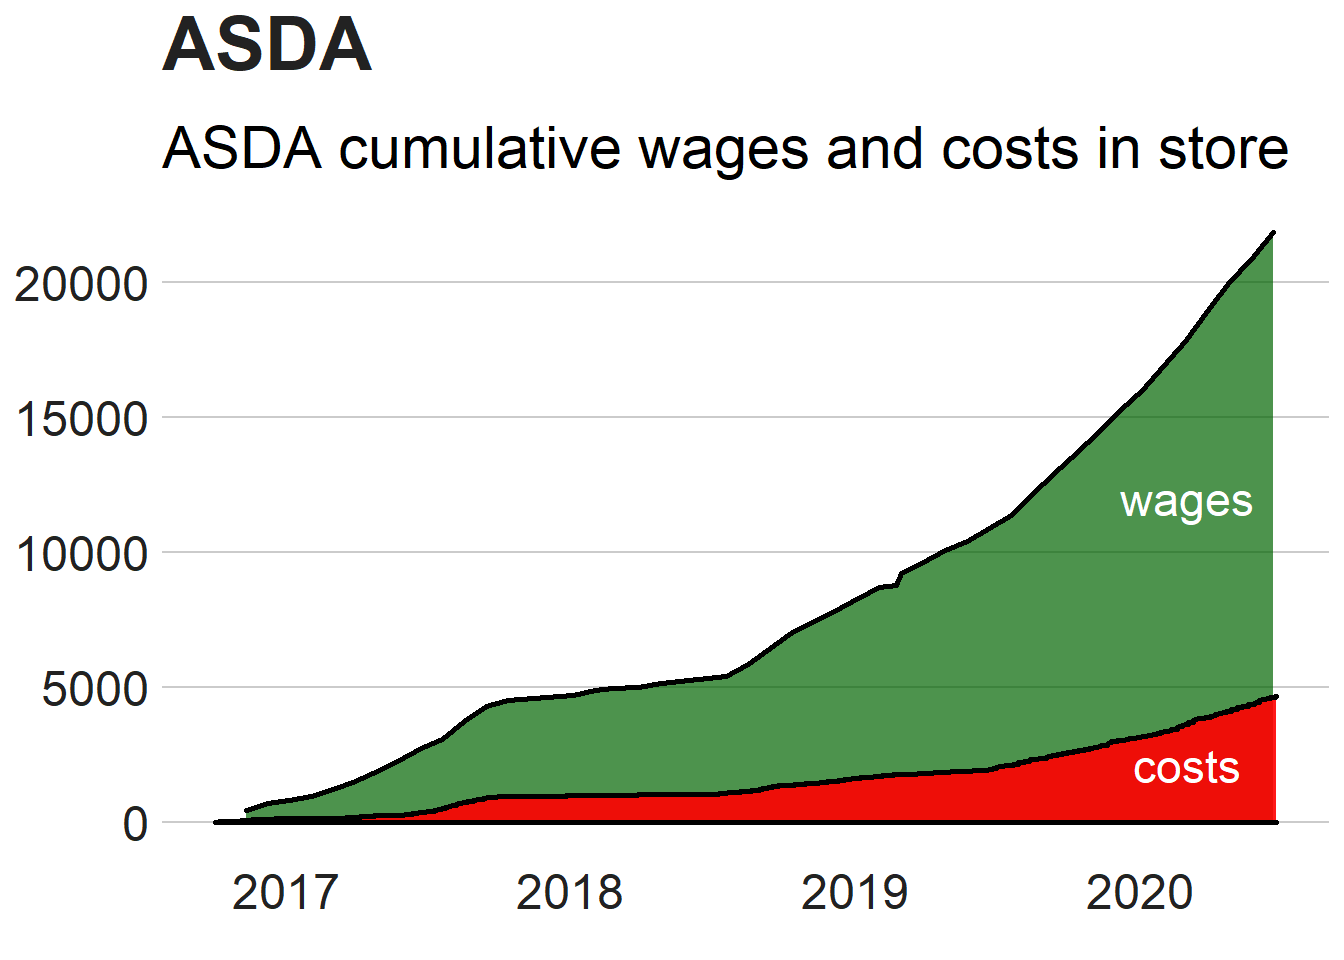 ASDA
ASDA cumulative wages and costs in store
20000
15000
10000
5000
0
wages
costs
2017 2018 2019 2020